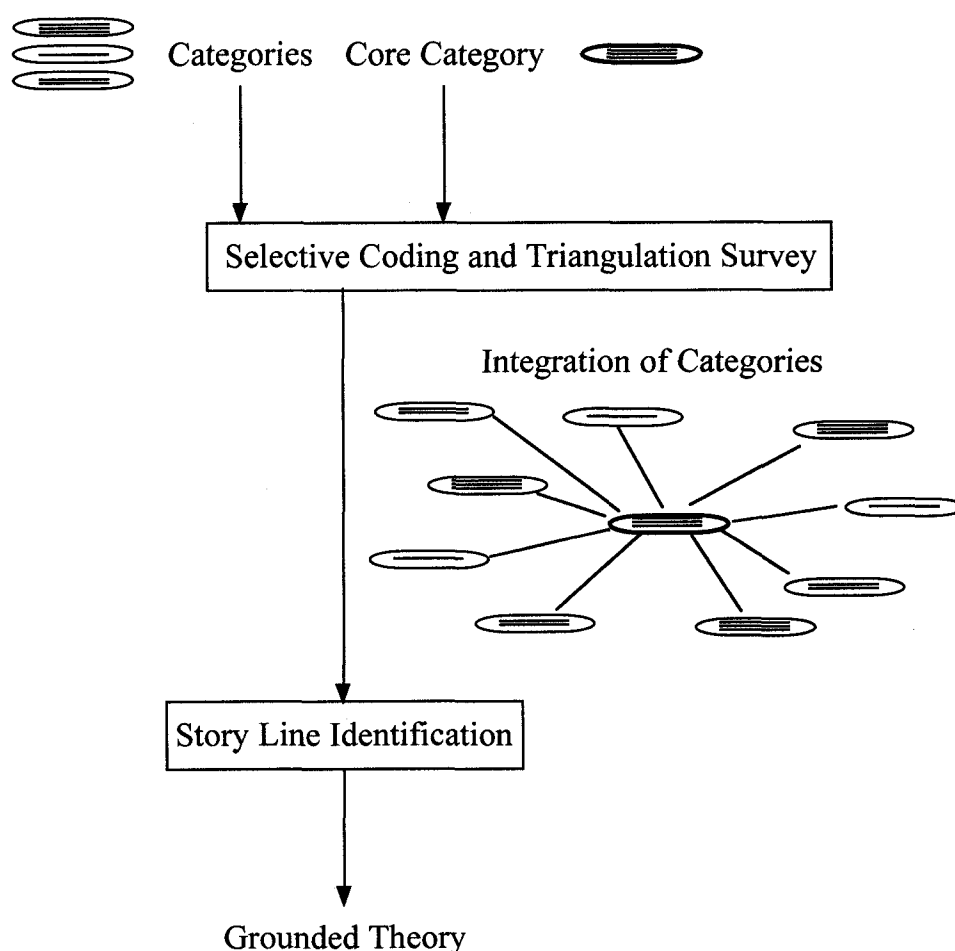 Categories
Core Category
Selective Coding and Triangulation Survey
Integration of Categories
Story Line Identification
Grounded Theory